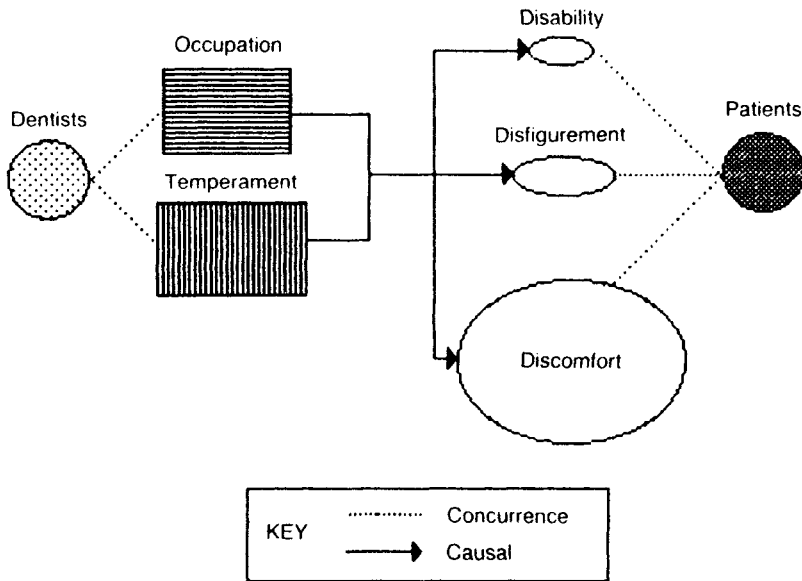 Disability
Occupation
Dentists
Disfigurement
Patients
Temperament
Discomfort
KEY
Concurrence
Causal